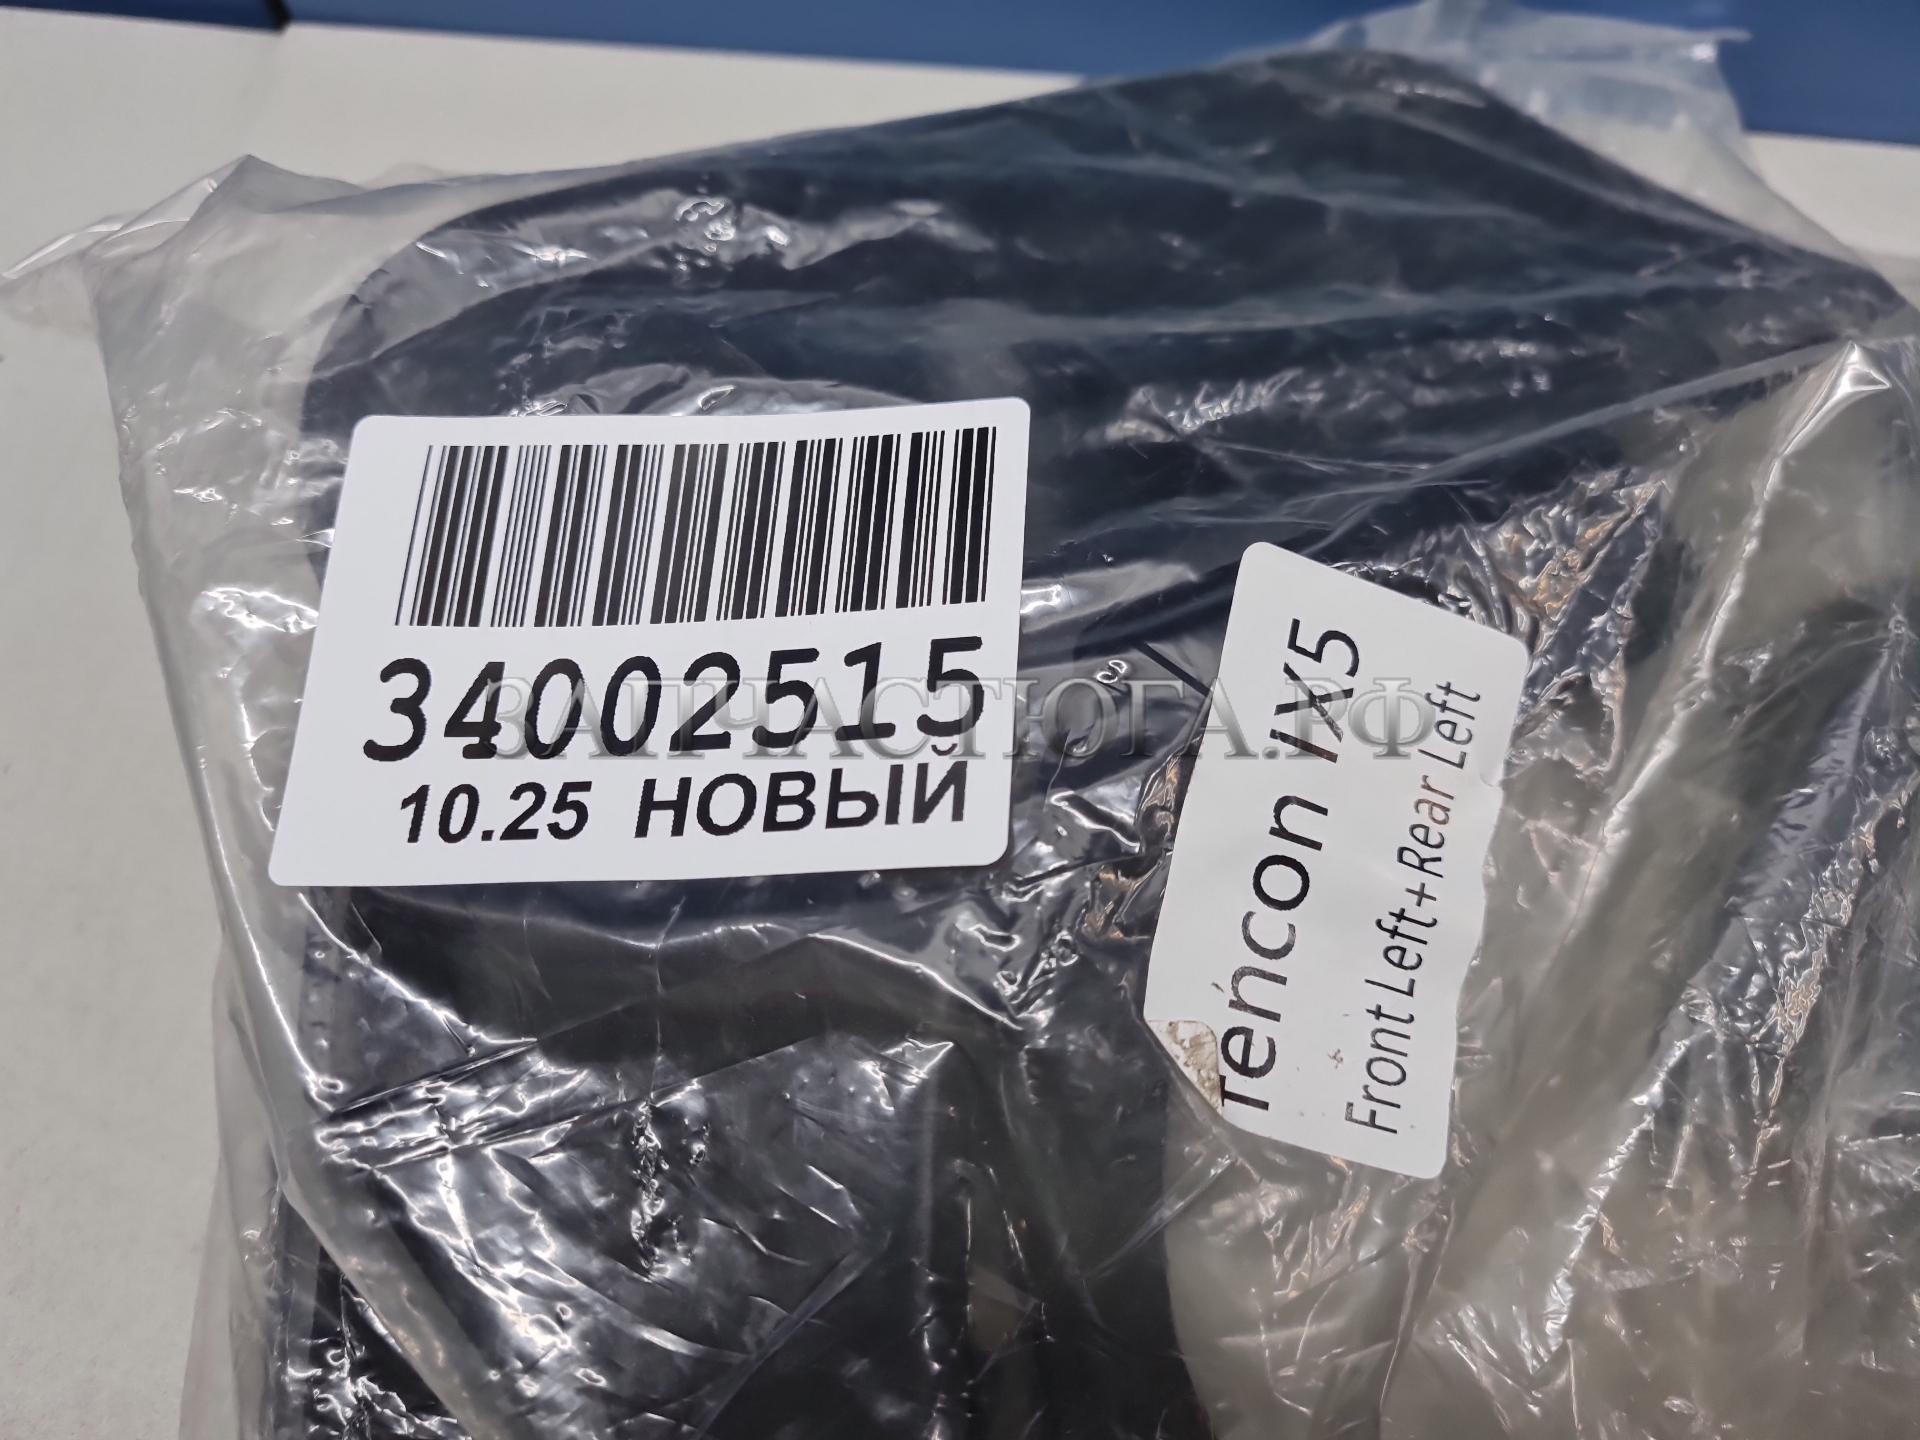 34002515
10.25 НОВЫЙ
ЗАПЧАСТЮГА.РФ
Tencon IX5
Front Left+Rear Left